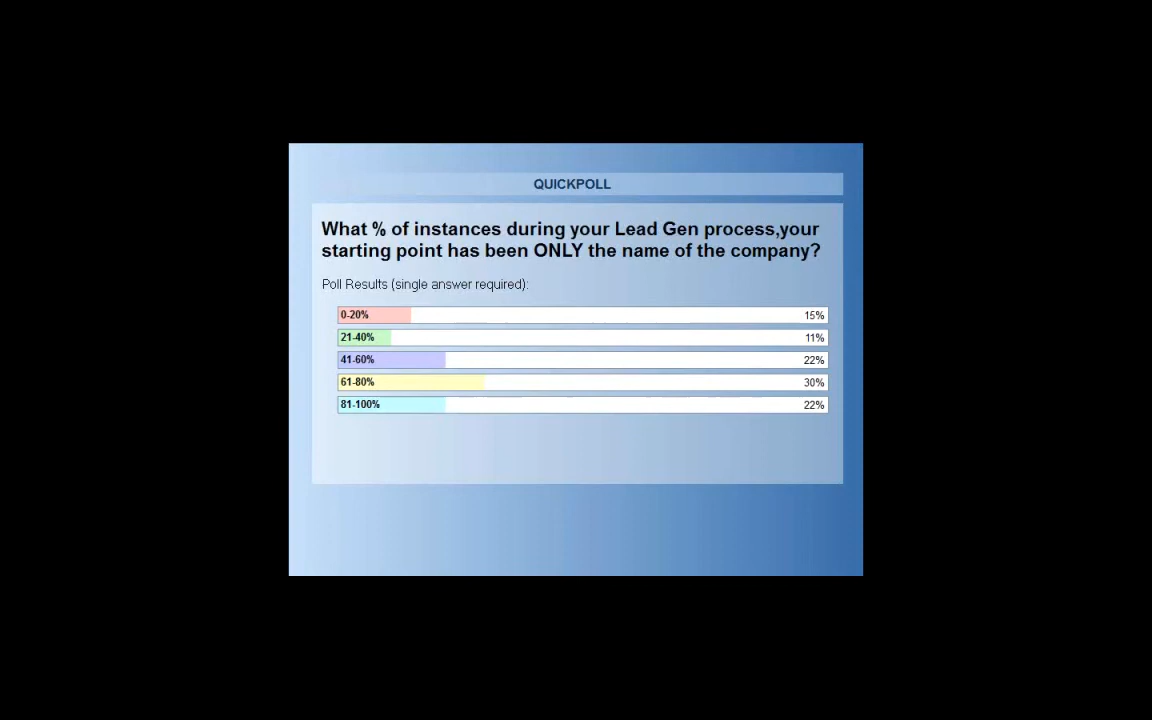 QUICKPOLL
What % of instances during your Lead Gen process,your
starting point has been ONLY the name of the company?
Poll Results (single answer required):
0-20% 15%
21-40% 11%
41-60% 22%
61-80% 30%
81-100% 22%